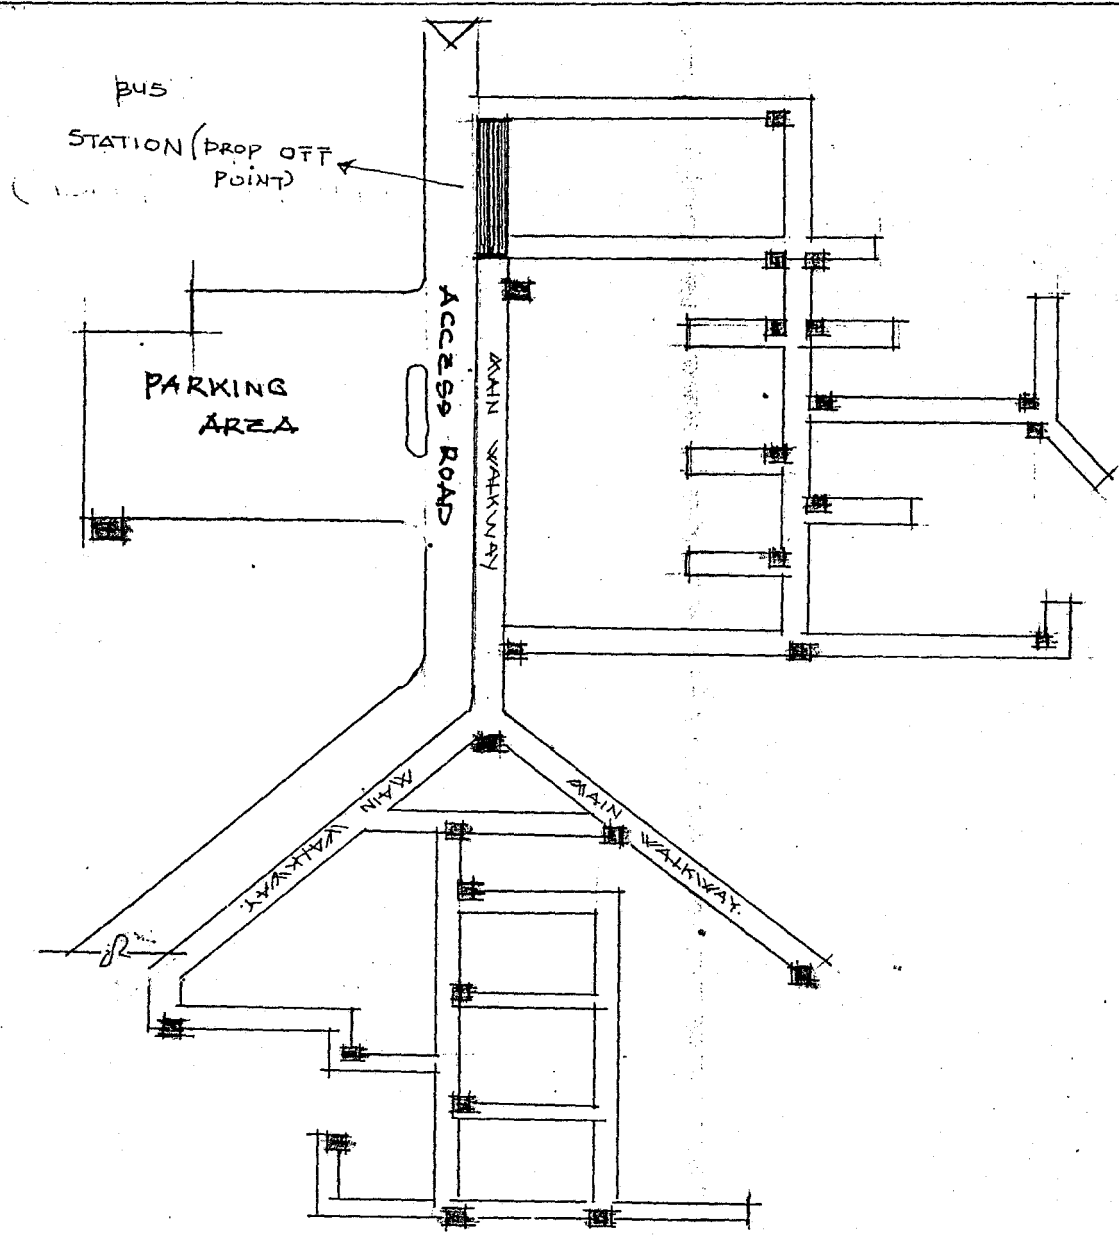 BUS
STATION (DROP OFF
POINT)
PARKING
AREA
ACCESS ROAD
MAIN WALKWAY
MAIN WALKWAY.
MAIN WALKWAY.